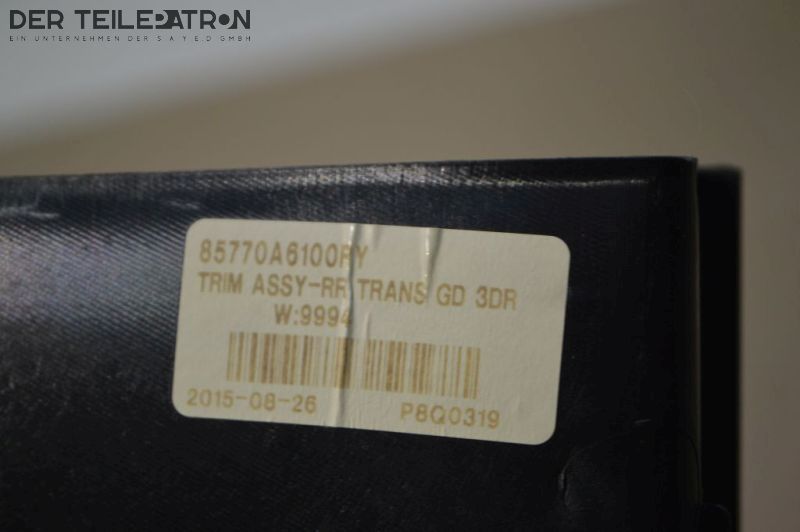 DER TEILEPATRON
EIN UNTERNEHMEN DER S A Y E.D GMBH
85770A6100RY
TRIM ASSY-RR TRANS GD 3DR
W:9994
2015-08-26 P8Q0319